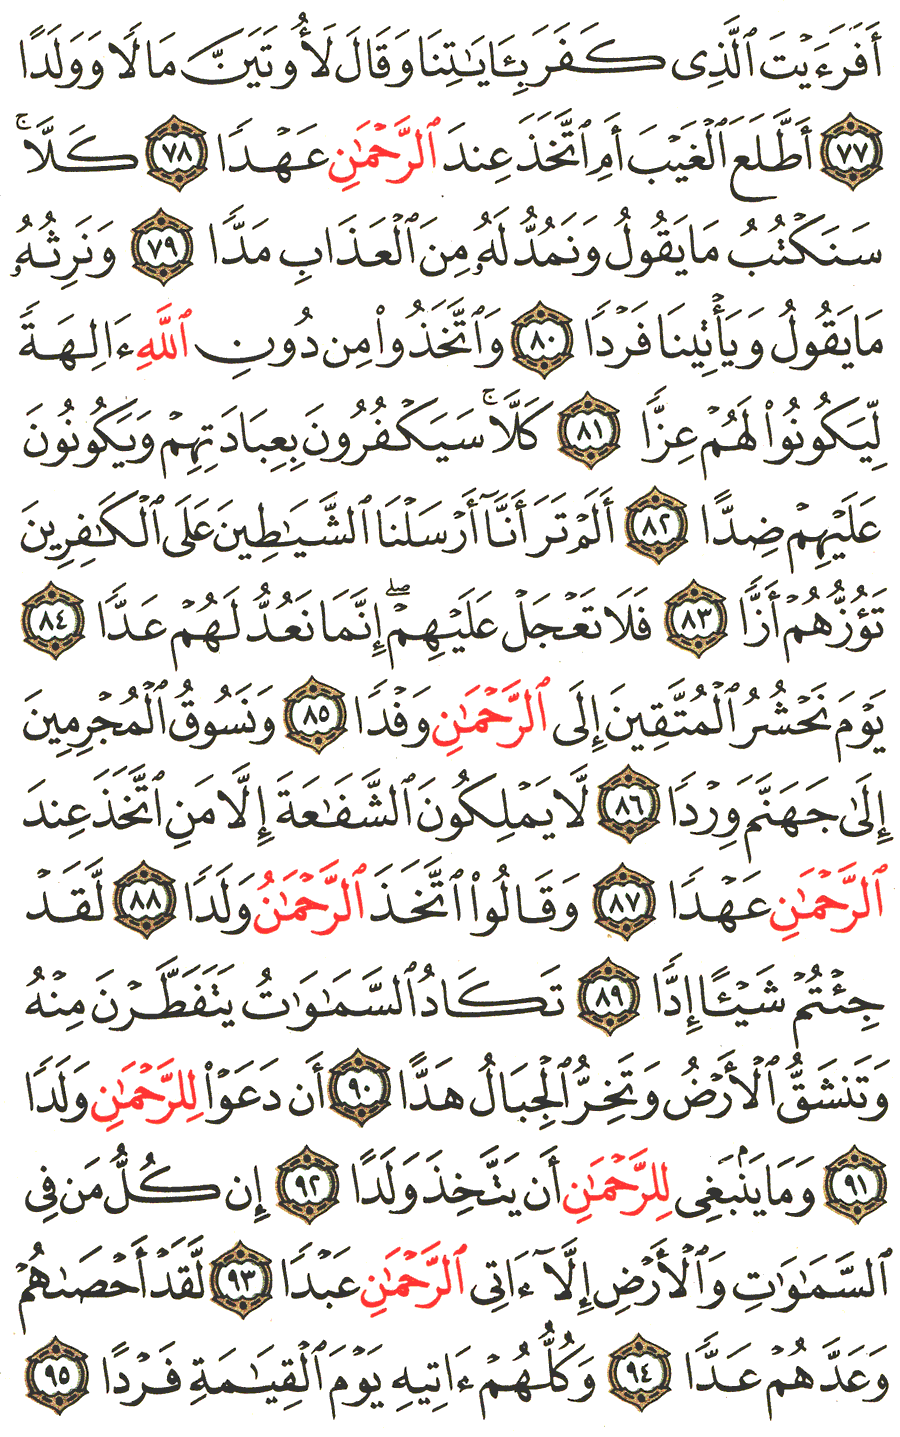 أَفَرَءَيْتَ ٱلَّذِى كَفَرَ بِـَٔايَـٰتِنَا وَقَالَ لَأُوتَيَنَّ مَالًا وَوَلَدًا
٧٧ أَطَّلَعَ ٱلْغَيْبَ أَمِ ٱتَّخَذَ عِندَ ٱلرَّحْمَـٰنِ عَهْدًا ٧٨ كَلَّا ۚ
سَنَكْتُبُ مَا يَقُولُ وَنَمُدُّ لَهُۥ مِنَ ٱلْعَذَابِ مَدًّا ٧٩ وَنَرِثُهُۥ
مَا يَقُولُ وَيَأْتِينَا فَرْدًا ٨٠ وَٱتَّخَذُوا۟ مِن دُونِ ٱللَّهِ ءَالِهَةً
لِّيَكُونُوا۟ لَهُمْ عِزًّا ٨١ كَلَّا ۚ سَيَكْفُرُونَ بِعِبَادَتِهِمْ وَيَكُونُونَ
عَلَيْهِمْ ضِدًّا ٨٢ أَلَمْ تَرَ أَنَّآ أَرْسَلْنَا ٱلشَّيَـٰطِينَ عَلَى ٱلْكَـٰفِرِينَ
تَؤُزُّهُمْ أَزًّا ٨٣ فَلَا تَعْجَلْ عَلَيْهِمْ ۖ إِنَّمَا نَعُدُّ لَهُمْ عَدًّا ٨٤
يَوْمَ نَحْشُرُ ٱلْمُتَّقِينَ إِلَى ٱلرَّحْمَـٰنِ وَفْدًا ٨٥ وَنَسُوقُ ٱلْمُجْرِمِينَ
إِلَىٰ جَهَنَّمَ وِرْدًا ٨٦ لَّا يَمْلِكُونَ ٱلشَّفَـٰعَةَ إِلَّا مَنِ ٱتَّخَذَ عِندَ
ٱلرَّحْمَـٰنِ عَهْدًا ٨٧ وَقَالُوا۟ ٱتَّخَذَ ٱلرَّحْمَـٰنُ وَلَدًا ٨٨ لَّقَدْ
جِئْتُمْ شَيْـًٔا إِدًّا ٨٩ تَكَادُ ٱلسَّمَـٰوَٰتُ يَتَفَطَّرْنَ مِنْهُ
وَتَنشَقُّ ٱلْأَرْضُ وَتَخِرُّ ٱلْجِبَالُ هَدًّا ٩٠ أَن دَعَوْا۟ لِلرَّحْمَـٰنِ وَلَدًا
٩١ وَمَا يَنۢبَغِى لِلرَّحْمَـٰنِ أَن يَتَّخِذَ وَلَدًا ٩٢ إِن كُلُّ مَن فِى
ٱلسَّمَـٰوَٰتِ وَٱلْأَرْضِ إِلَّآ ءَاتِى ٱلرَّحْمَـٰنِ عَبْدًا ٩٣ لَّقَدْ أَحْصَىٰهُمْ
وَعَدَّهُمْ عَدًّا ٩٤ وَكُلُّهُمْ ءَاتِيهِ يَوْمَ ٱلْقِيَـٰمَةِ فَرْدًا ٩٥